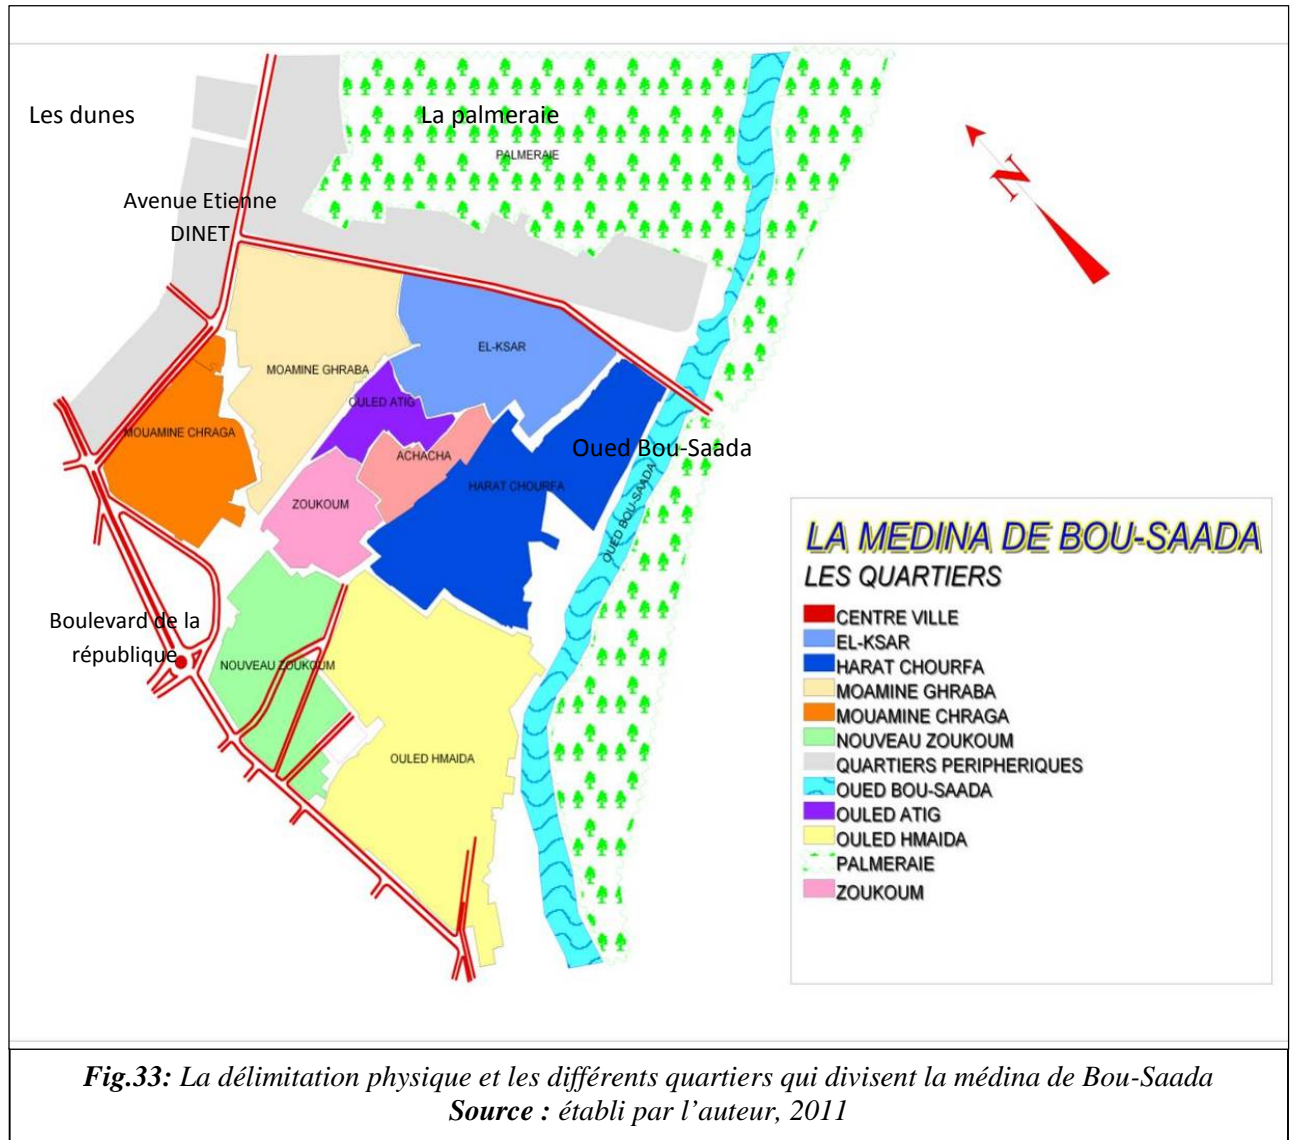 Les dunes
La palmeraie
PALMERAIE
N
Avenue Etienne
DINET
EL-KSAR
MOAMINE GHRABA
OULED ATIG
MOUAMINE CHRAGA
ACHACHA
Oued Bou-Saada
HARAT CHOURFA
ZOUKOUM
OUED BOU-SAADA
Boulevard de la
république
NOUVEAU ZOUKOUM
OULED HMAIDA
LA MEDINA DE BOU-SAADA
LES QUARTIERS
CENTRE VILLE
EL-KSAR
HARAT CHOURFA
MOAMINE GHRABA
MOUAMINE CHRAGA
NOUVEAU ZOUKOUM
QUARTIERS PERIPHERIQUES
OUED BOU-SAADA
OULED ATIG
OULED HMAIDA
PALMERAIE
ZOUKOUM
Fig.33: La délimitation physique et les différents quartiers qui divisent la médina de Bou-Saada
Source : établi par l'auteur, 2011